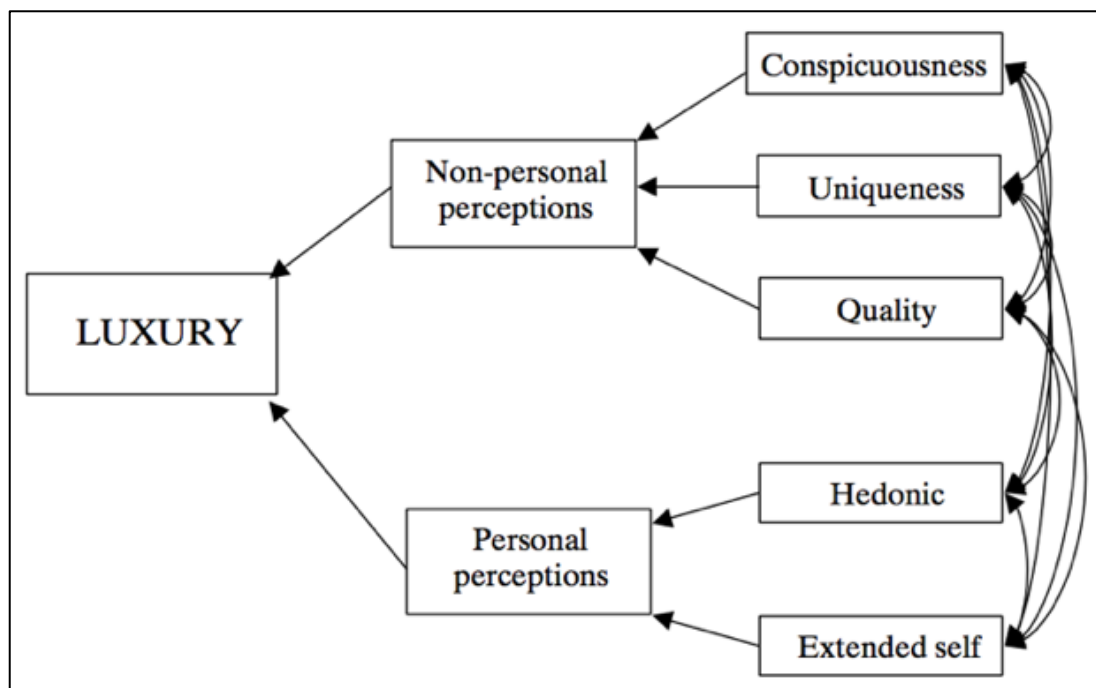 Conspicuousness
Non-personal
perceptions
Uniqueness
Quality
LUXURY
Hedonic
Personal
perceptions
Extended self